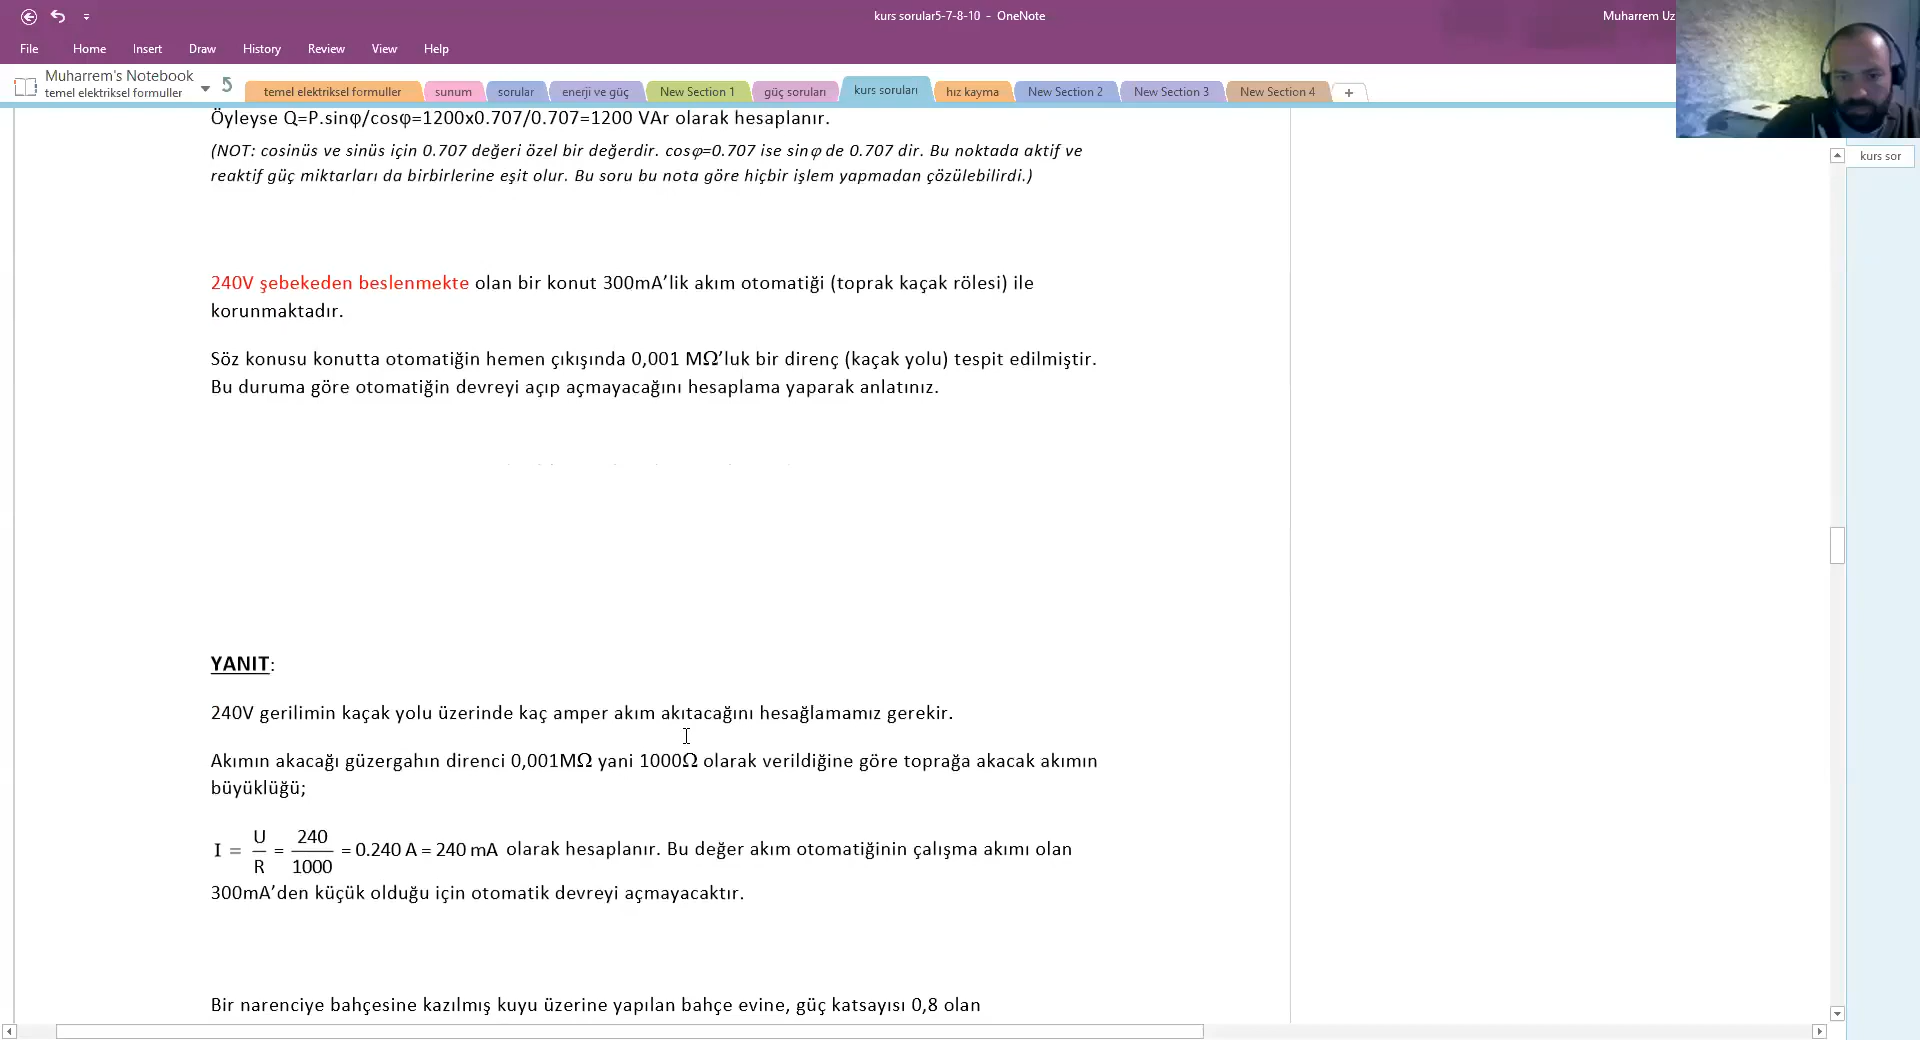 kurs sorular5-7-8-10 - OneNote
Muharrem Uz
File Home Insert Draw History Review View Help
Muharrem's Notebook
temel elektriksel formuller
temel elektriksel formuller sunum sorular enerji ve güç New Section 1 güç soruları kurs soruları hız kayma New Section 2 New Section 3 New Section 4 +
kurs sor
Öyleyse Q=P.sinφ/cosφ=1200x0.707/0.707=1200 VAr olarak hesaplanır.
(NOT: cosinüs ve sinüs için 0.707 değeri özel bir değerdir. cosφ=0.707 ise sinφ de 0.707 dir. Bu noktada aktif ve
reaktif güç miktarları da birbirlerine eşit olur. Bu soru bu nota göre hiçbir işlem yapmadan çözülebilirdi.)
240V şebekeden beslenmekte olan bir konut 300mA’lik akım otomatiği (toprak kaçak rölesi) ile
korunmaktadır.
Söz konusu konutta otomatiğin hemen çıkışında 0,001 MΩ’luk bir direnç (kaçak yolu) tespit edilmiştir.
Bu duruma göre otomatiğin devreyi açıp açmayacağını hesaplama yaparak anlatınız.
YANIT:
240V gerilimin kaçak yolu üzerinde kaç amper akım akıtacağını hesağlamamız gerekir.
Akımın akacağı güzergahın direnci 0,001MΩ yani 1000Ω olarak verildiğine göre toprağa akacak akımın
büyüklüğü;
I = U/R = 240/1000 = 0.240 A = 240 mA olarak hesaplanır. Bu değer akım otomatiğinin çalışma akımı olan
300mA’den küçük olduğu için otomatik devreyi açmayacaktır.
Bir narenciye bahçesine kazılmış kuyu üzerine yapılan bahçe evine, güç katsayısı 0,8 olan